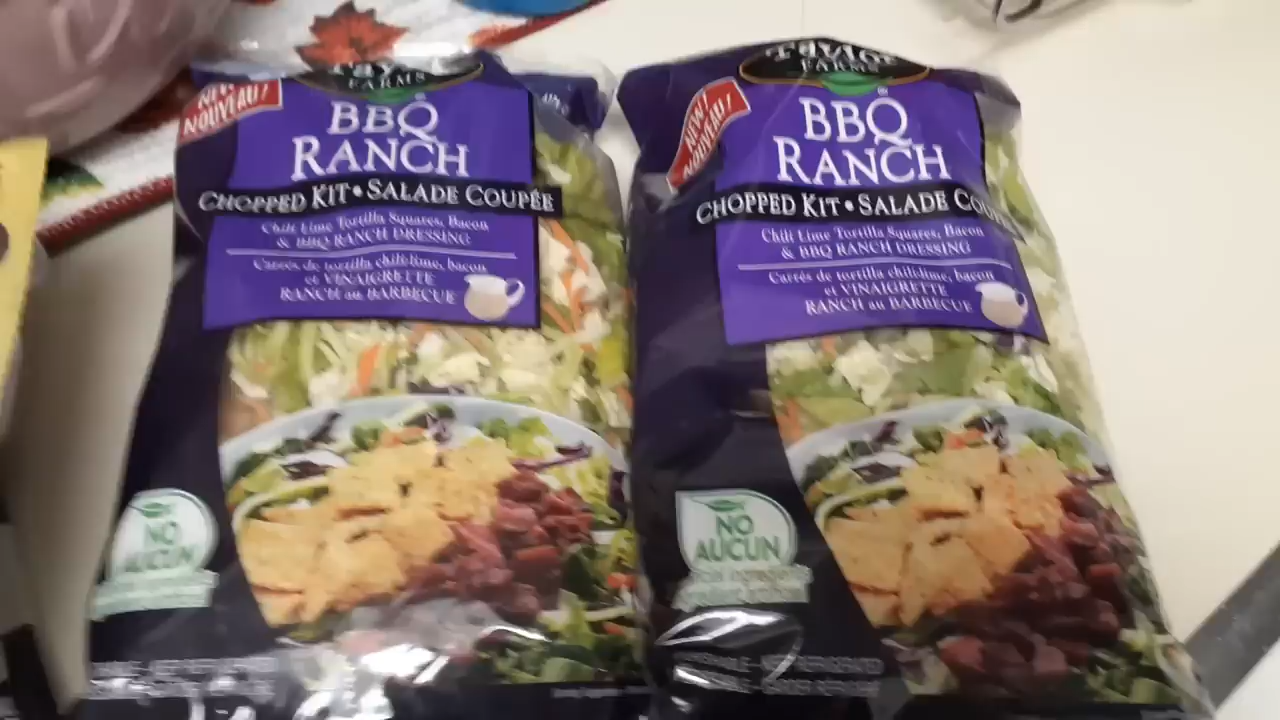 Taylor
FARMS
NEW!
NOUVEAU!
BBQ
RANCH
CHOPPED KIT • SALADE COUPÉE
Chili Lime Tortilla Squares, Bacon
& BBQ RANCH DRESSING
Carrés de tortilla chili-lime, bacon
et VINAIGRETTE
RANCH au BARBECUE
NO
AUCUN
Taylor
FARMS
NEW!
NOUVEAU!
BBQ
RANCH
CHOPPED KIT • SALADE
Chili Lime Tortilla Squares, Bacon
& BBQ RANCH DRESSING
Carrés de tortilla chili-lime, bacon
et VINAIGRETTE
RANCH au BARBECUE
NO
AUCUN